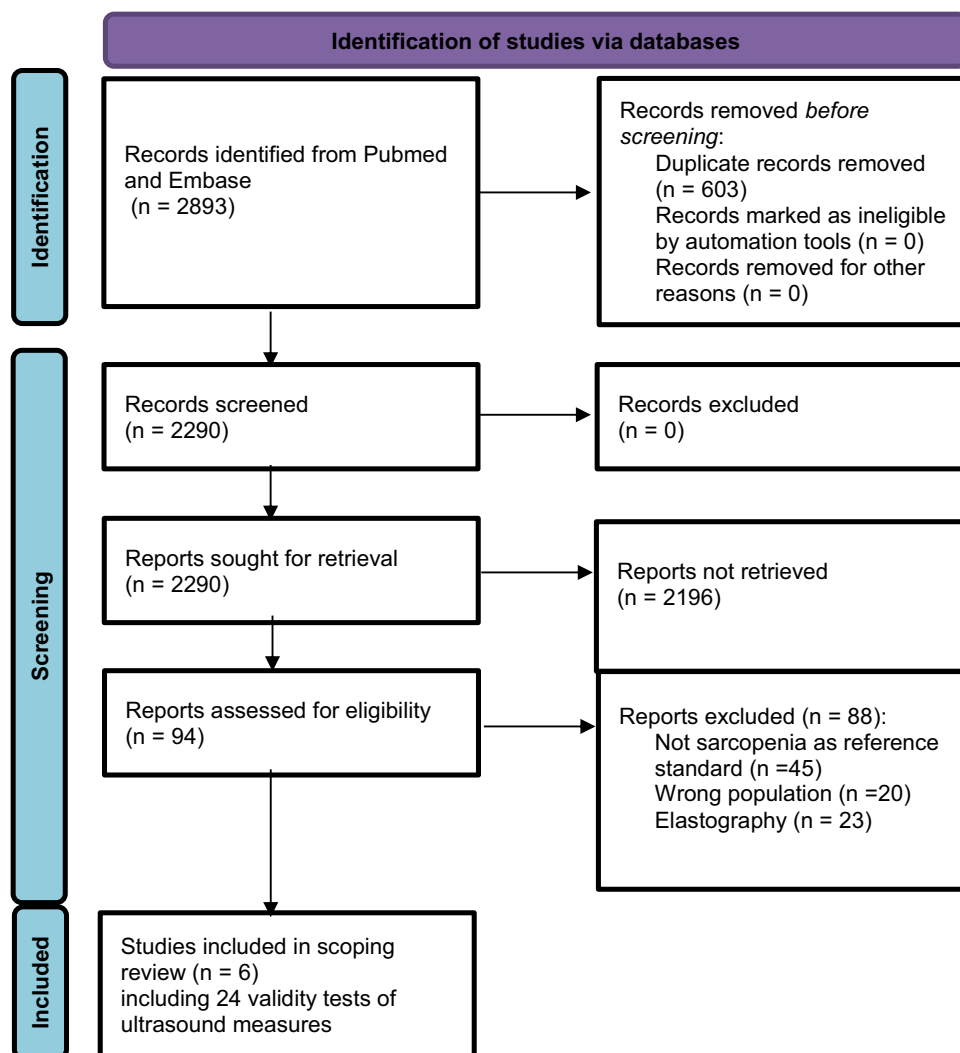 Identification of studies via databases
Identification
Records identified from Pubmed
and Embase
(n = 2893)
Records removed before
screening:
Duplicate records removed
(n = 603)
Records marked as ineligible
by automation tools (n = 0)
Records removed for other
reasons (n = 0)
Screening
Records screened
(n = 2290)
Records excluded
(n = 0)
Reports sought for retrieval
(n = 2290)
Reports not retrieved
(n = 2196)
Reports assessed for eligibility
(n = 94)
Reports excluded (n = 88):
Not sarcopenia as reference
standard (n =45)
Wrong population (n =20)
Elastography (n = 23)
Included
Studies included in scoping
review (n = 6)
including 24 validity tests of
ultrasound measures